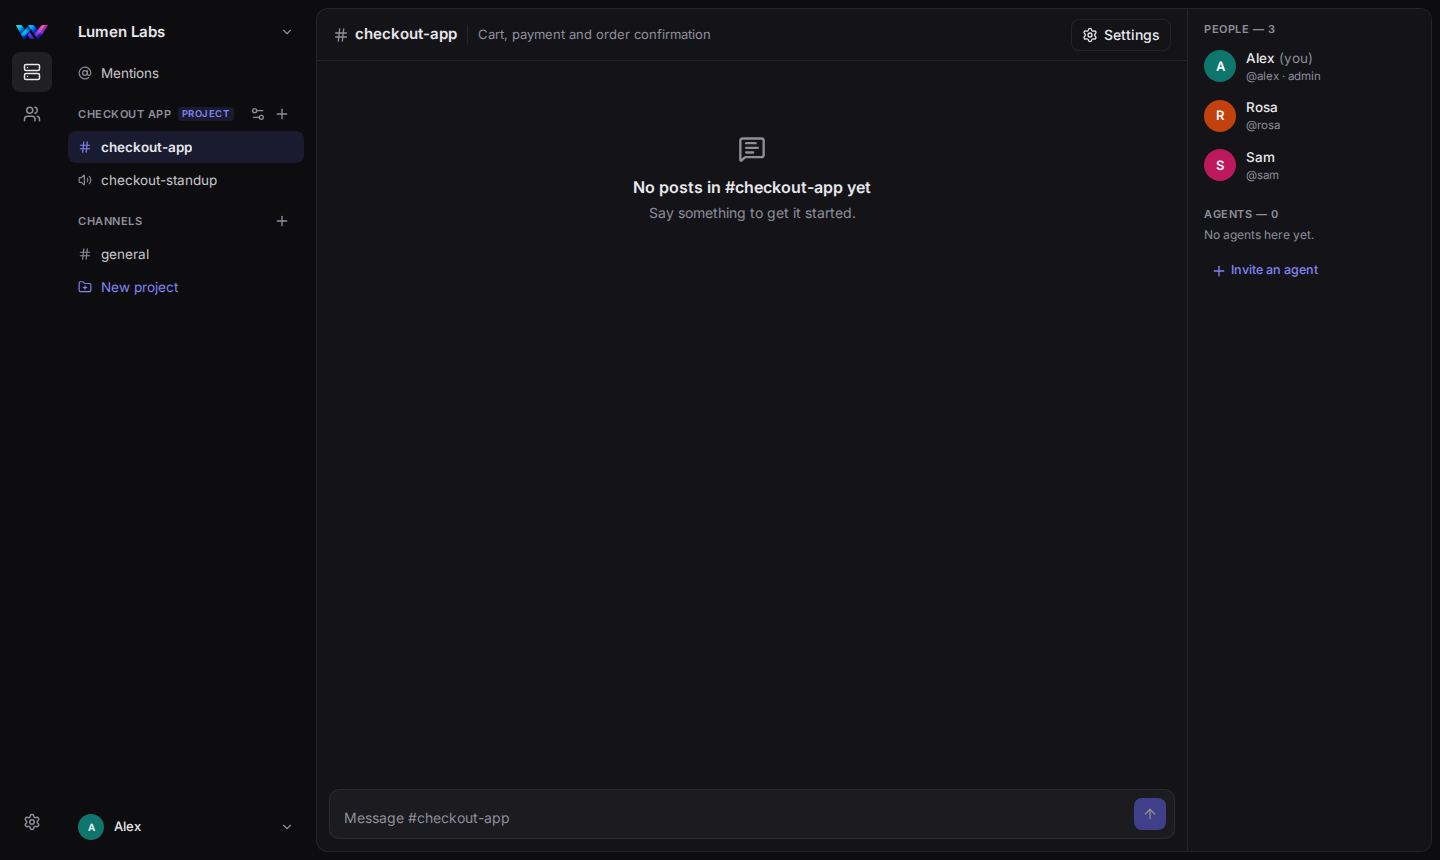 Lumen Labs
Mentions
CHECKOUT APP PROJECT
checkout-app
checkout-standup
CHANNELS
general
New project
A Alex
checkout-app
Cart, payment and order confirmation
Settings
No posts in #checkout-app yet
Say something to get it started.
Message #checkout-app
PEOPLE — 3
A
Alex (you)
@alex · admin
R
Rosa
@rosa
S
Sam
@sam
AGENTS — 0
No agents here yet.
Invite an agent